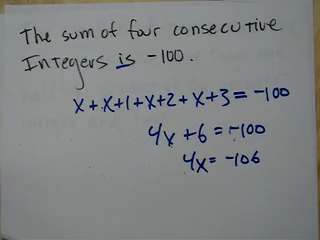 The sum of four consecutive
Integers is -100.
x+x+1+x+2+x+3=-100
4x+6=-100
4x=-106